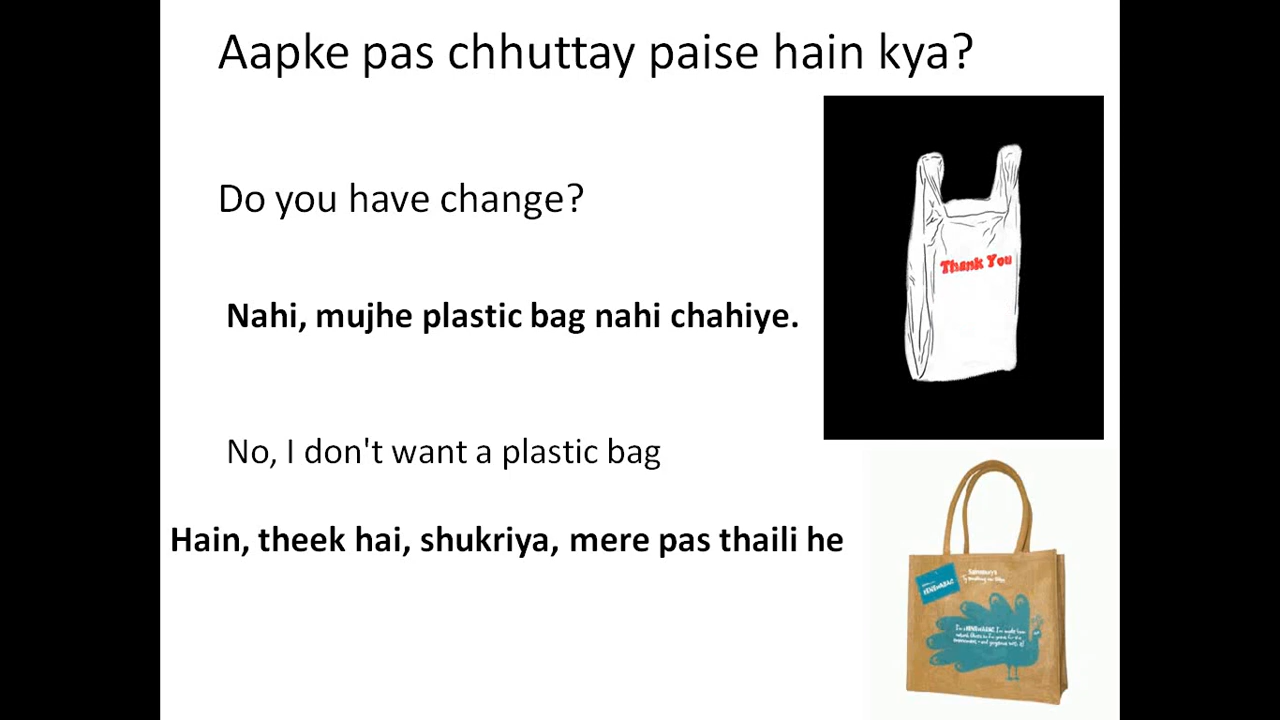 Aapke pas chhuttay paise hain kya?
Do you have change?
Thank You
Nahi, mujhe plastic bag nahi chahiye.
No, I don't want a plastic bag
Hain, theek hai, shukriya, mere pas thaili he
Sainsbury's